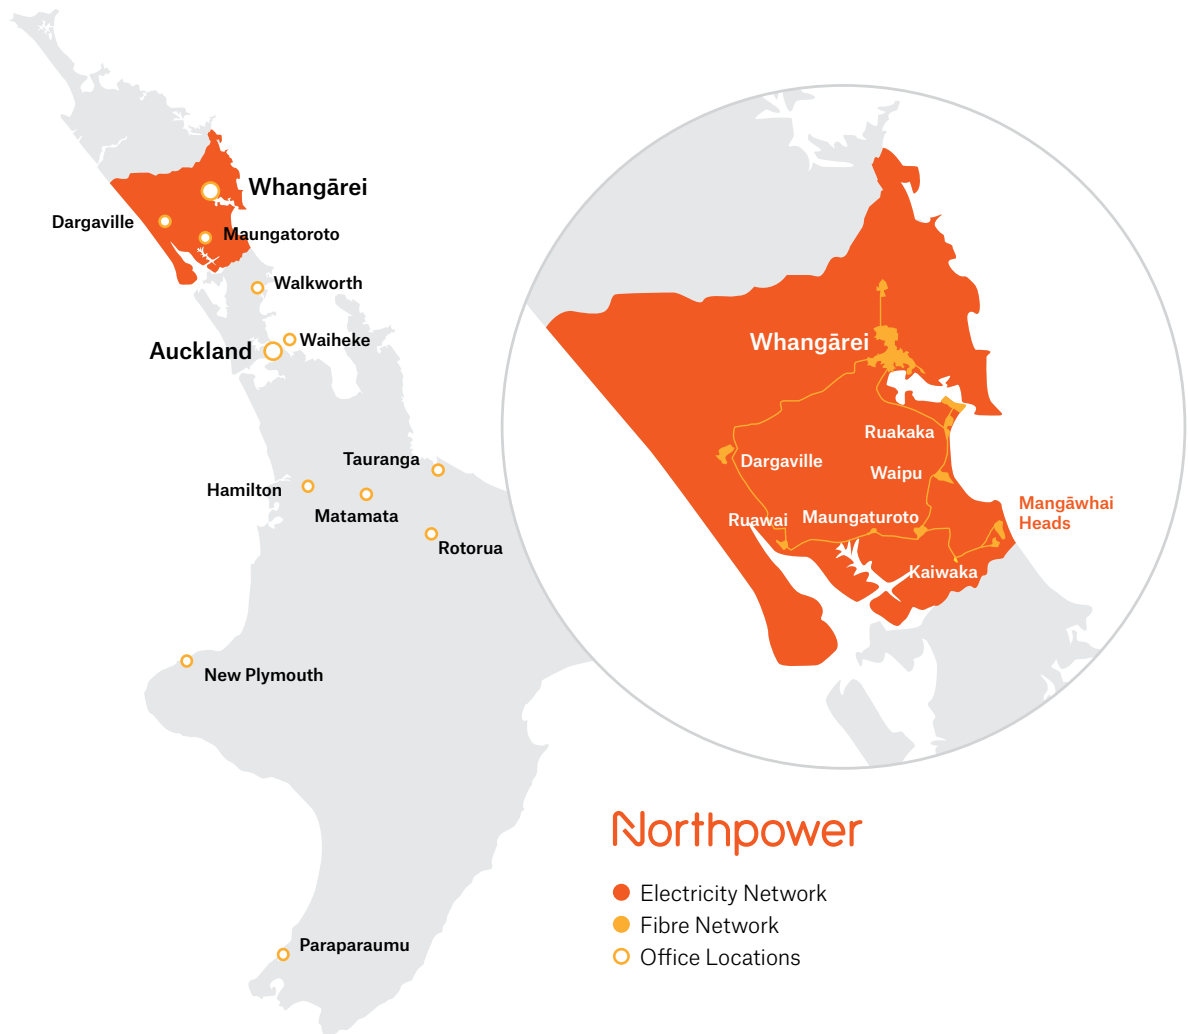 Whangārei
Dargaville
Maungatoroto
Walkworth
Waiheke
Auckland
Tauranga
Hamilton
Matamata
Rotorua
New Plymouth
Paraparaumu
Whangārei
Ruakaka
Dargaville
Waipu
Ruawai
Maungaturoto
Mangāwhai
Heads
Kaiwaka
Northpower
Electricity Network
Fibre Network
Office Locations